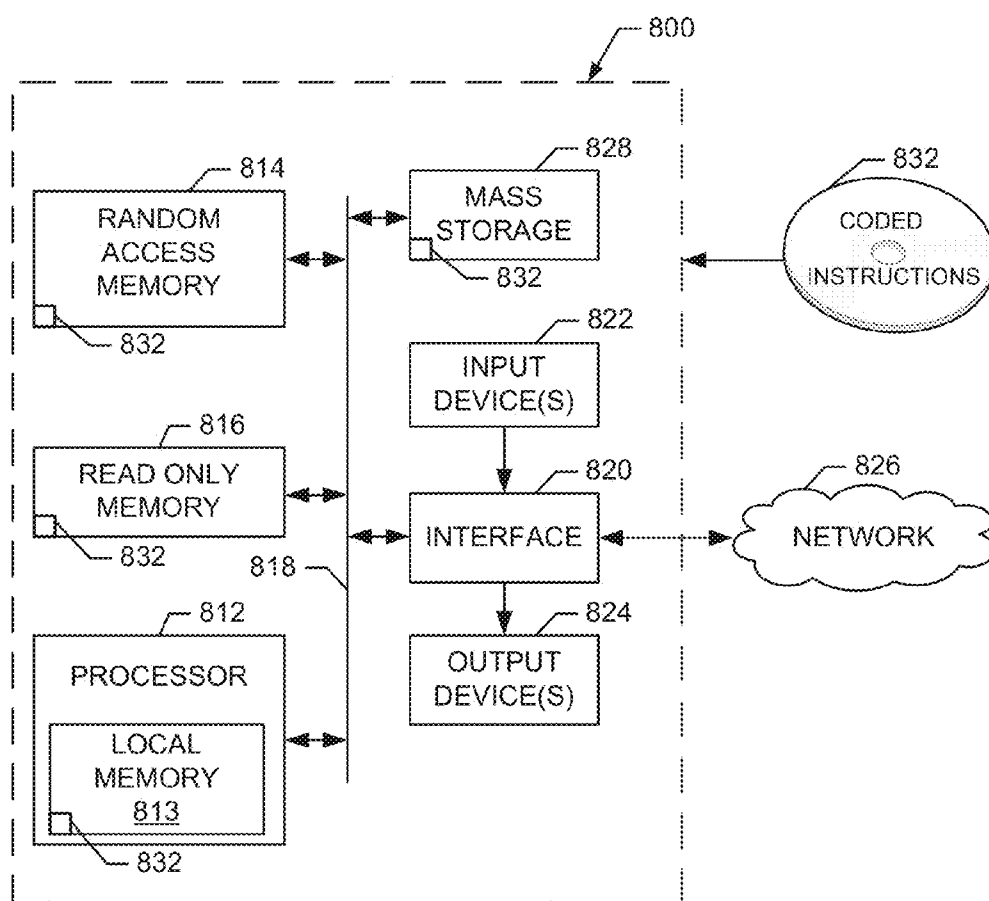 800
814
RANDOM
ACCESS
MEMORY
832
828
MASS
STORAGE
832
832
CODED
INSTRUCTIONS
822
INPUT
DEVICE(S)
816
READ ONLY
MEMORY
832
820
INTERFACE
826
NETWORK
818
812
PROCESSOR
LOCAL
MEMORY
813
832
824
OUTPUT
DEVICE(S)